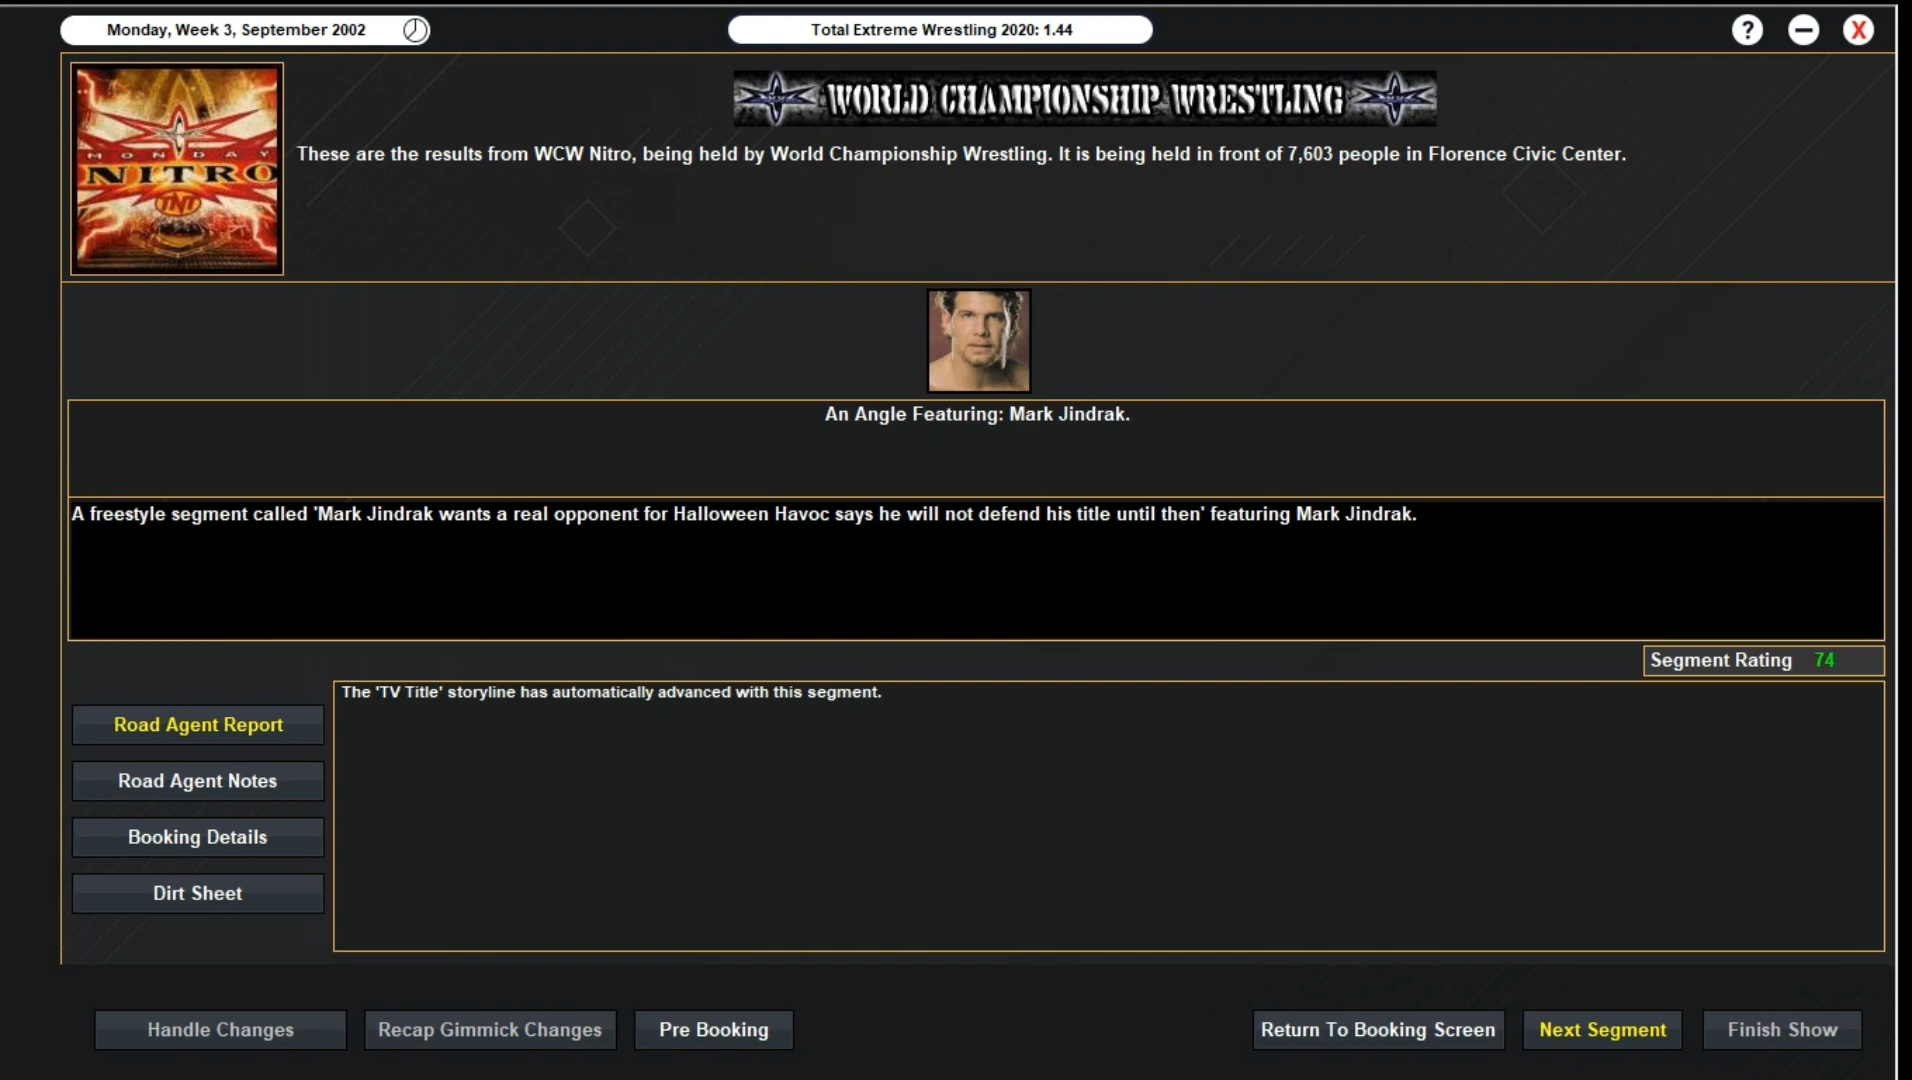 Monday, Week 3, September 2002
Total Extreme Wrestling 2020: 1.44
?
X
WORLD CHAMPIONSHIP WRESTLING
MONDAY
NITRO
TNT
These are the results from WCW Nitro, being held by World Championship Wrestling. It is being held in front of 7,603 people in Florence Civic Center.
An Angle Featuring: Mark Jindrak.
A freestyle segment called 'Mark Jindrak wants a real opponent for Halloween Havoc says he will not defend his title until then' featuring Mark Jindrak.
Segment Rating 74
The 'TV Title' storyline has automatically advanced with this segment.
Road Agent Report
Road Agent Notes
Booking Details
Dirt Sheet
Handle Changes
Recap Gimmick Changes
Pre Booking
Return To Booking Screen
Next Segment
Finish Show